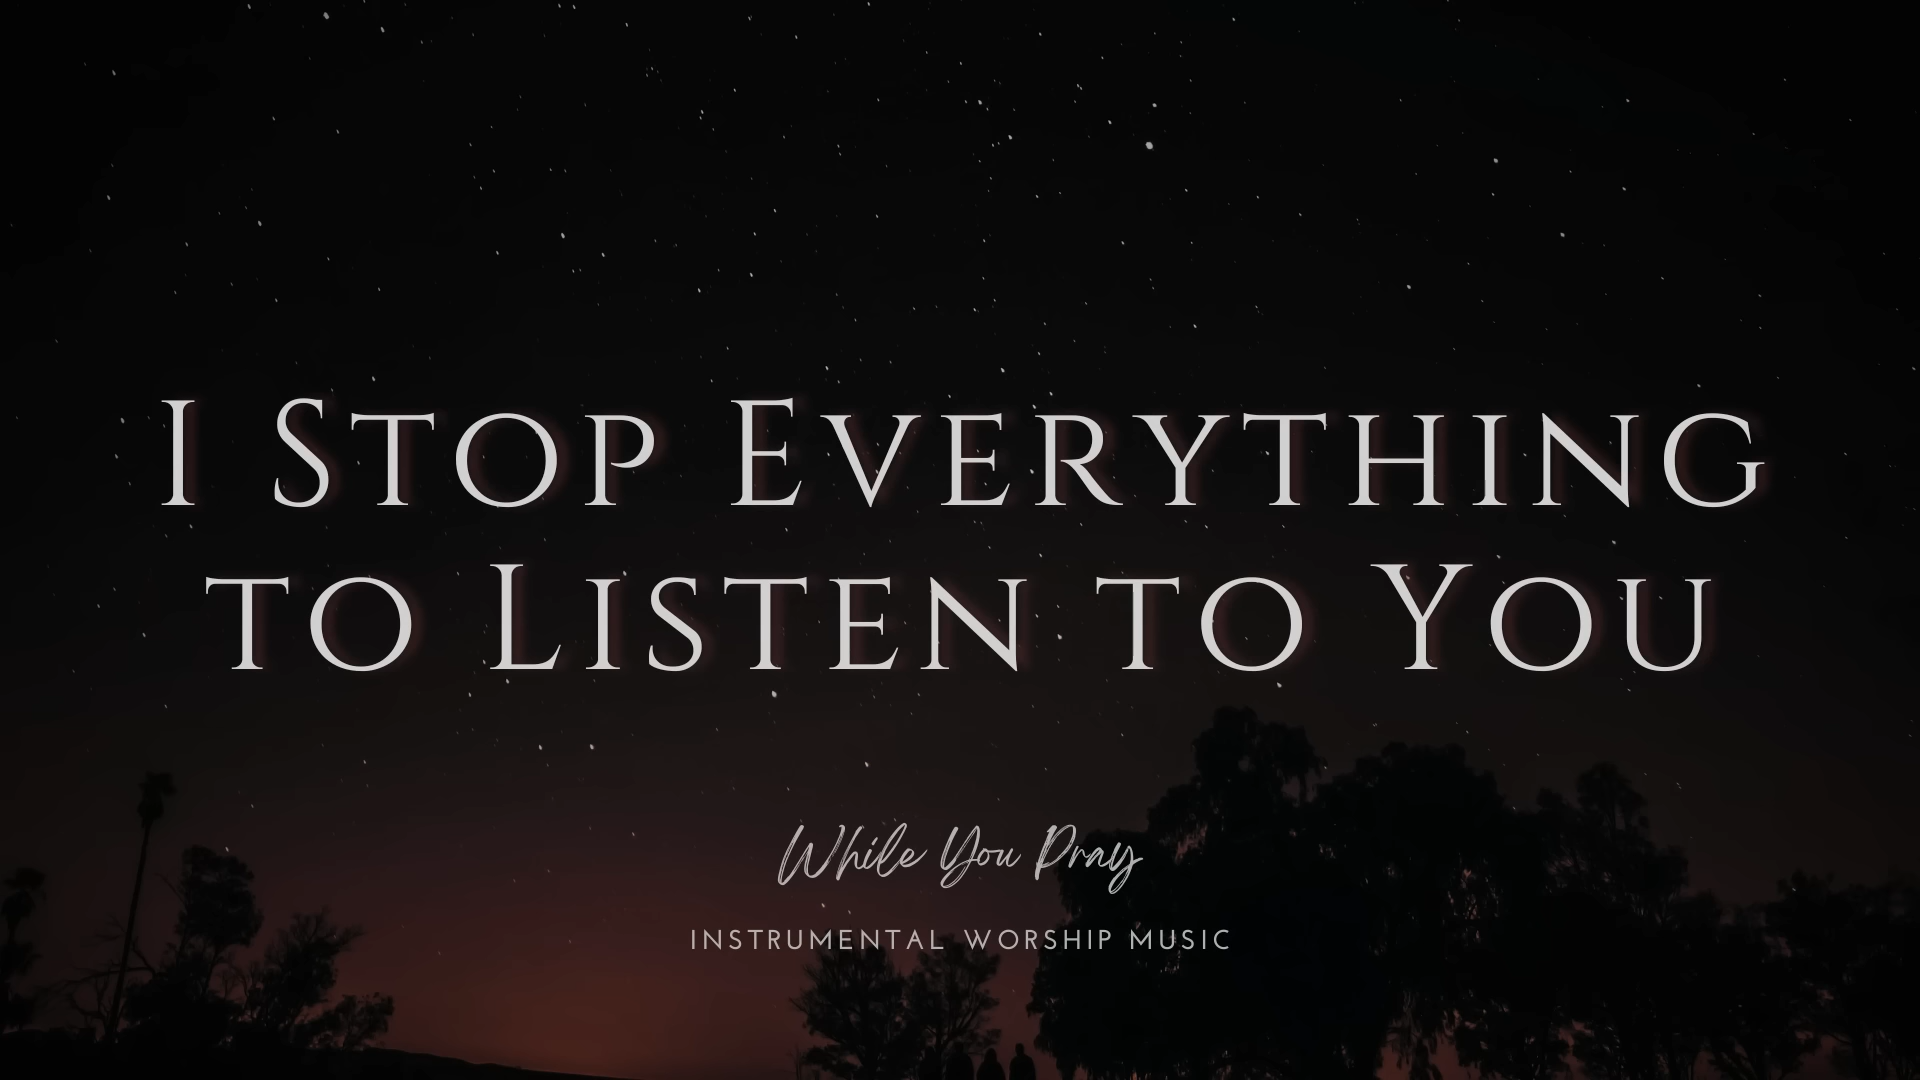 I Stop Everything
to Listen to You
While You Pray
INSTRUMENTAL WORSHIP MUSIC